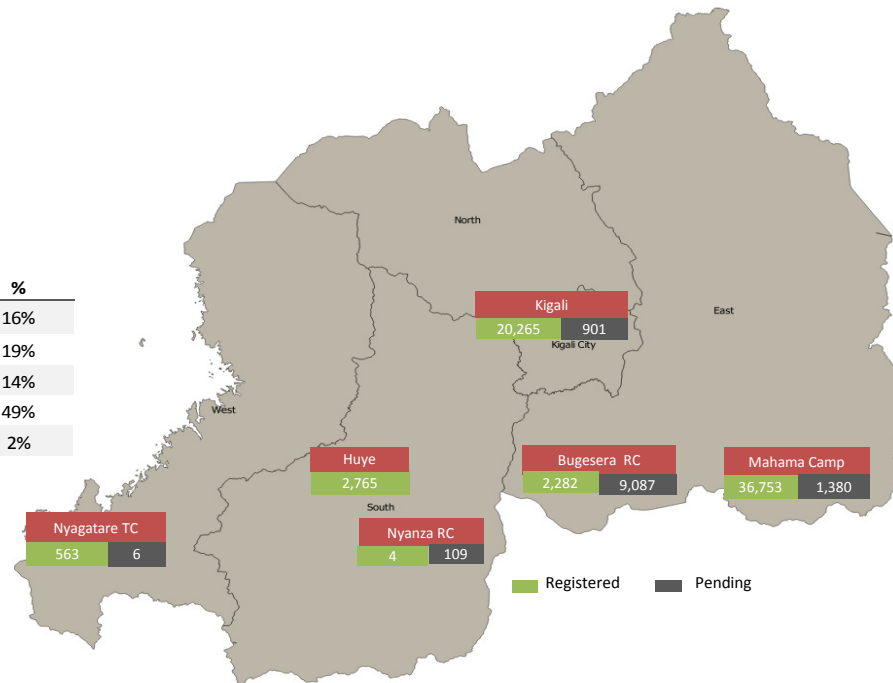 North
%
16%
19%
14%
49%
2%
Kigali
20,265 901
Kigali City
East
West
Huye
2,765
South
Bugesera RC
2,282 9,087
Mahama Camp
36,753 1,380
Nyagatare TC
563 6
Nyanza RC
4 109
Registered Pending